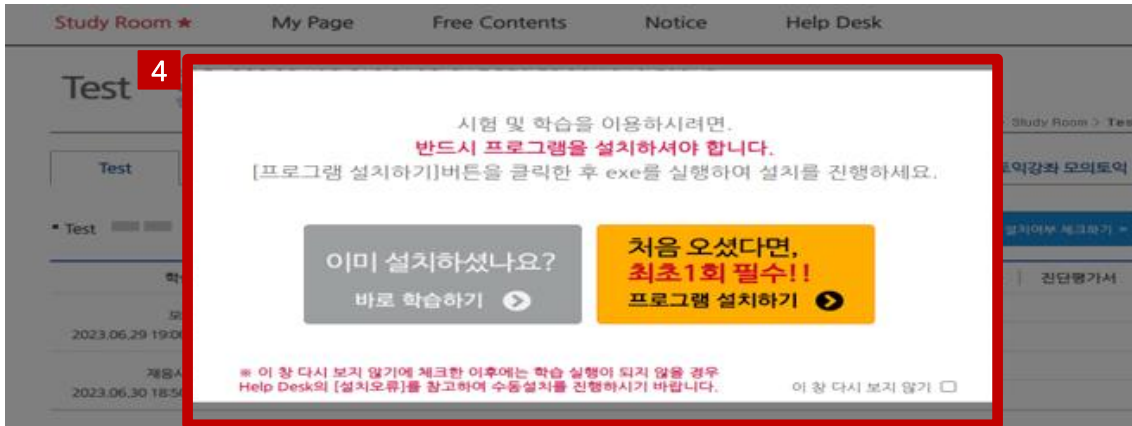 Study Room ★ My Page Free Contents Notice Help Desk
4
Test
Study Room > Tes
시험 및 학습을 이용하시려면.
반드시 프로그램을 설치하셔야 합니다.
[프로그램 설치하기]버튼을 클릭한 후 exe를 실행하여 설치를 진행하세요.
Test
토익강좌 모의토익
Test
설치여부 체크하기
이미 설치하셨나요?
바로 학습하기
처음 오셨다면,
최초1회 필수!!
프로그램 설치하기
진단평가서
2023.06.29 19:00
2023.06.30 18:50
※ 이 창 다시 보지 않기에 체크한 이후에는 학습 실행이 되지 않을 경우
Help Desk의 [설치오류]를 참고하여 수동설치를 진행하시기 바랍니다.
이 창 다시 보지 않기